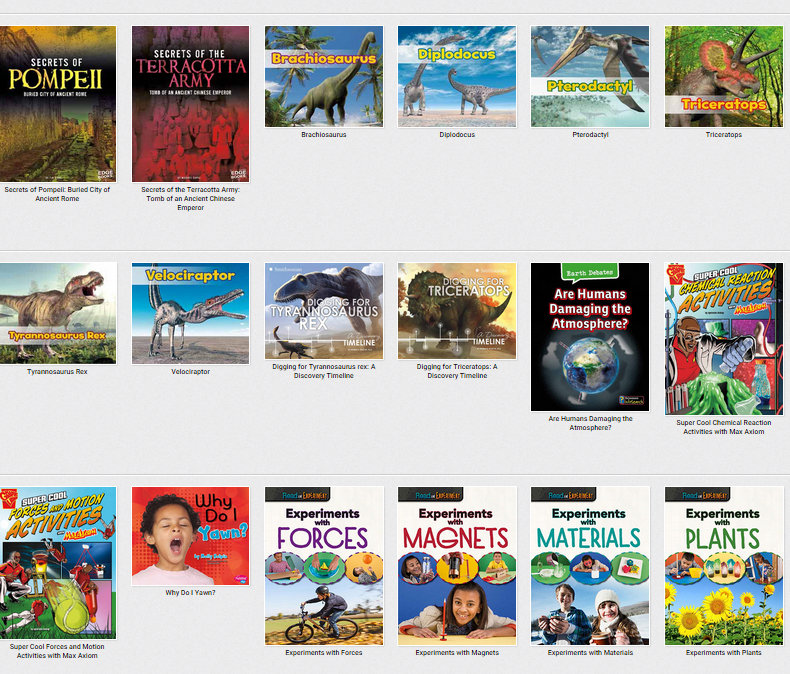 SECRETS OF
POMPEII
BURIED CITY OF ANCIENT ROME
EDGE BOOKS
Secrets of Pompeii: Buried City of
Ancient Rome
SECRETS OF THE
TERRACOTTA
ARMY
TOMB OF AN ANCIENT CHINESE
EMPEROR
EDGE BOOKS
Secrets of the Terracotta Army:
Tomb of an Ancient Chinese
Emperor
Brachiosaurus
Brachiosaurus
Diplodocus
Diplodocus
Pterodactyl
Pterodactyl
Triceratops
Triceratops
Tyrannosaurus Rex
Tyrannosaurus Rex
Velociraptor
Velociraptor
Smithsonian
DIGGING FOR
TYRANNOSAURUS
REX
A Discovery
TIMELINE
Digging for Tyrannosaurus rex: A
Discovery Timeline
Smithsonian
DIGGING FOR
TRICERATOPS
A Discovery
TIMELINE
Digging for Triceratops: A
Discovery Timeline
Earth Debates
Are Humans
Damaging the
Atmosphere?
Are Humans Damaging the
Atmosphere?
SUPER COOL
CHEMICAL REACTION
ACTIVITIES
with Max Axiom
Super Cool Chemical Reaction
Activities with Max Axiom
SUPER COOL
FORCES AND MOTION
ACTIVITIES
with Max Axiom
Super Cool Forces and Motion
Activities with Max Axiom
Why
Do I
Yawn?
Why Do I Yawn?
Read and EXPERIMENT
Experiments
with
FORCES
Experiments with Forces
Read and EXPERIMENT
Experiments
with
MAGNETS
Experiments with Magnets
Read and EXPERIMENT
Experiments
with
MATERIALS
Experiments with Materials
Read and EXPERIMENT
Experiments
with
PLANTS
Experiments with Plants